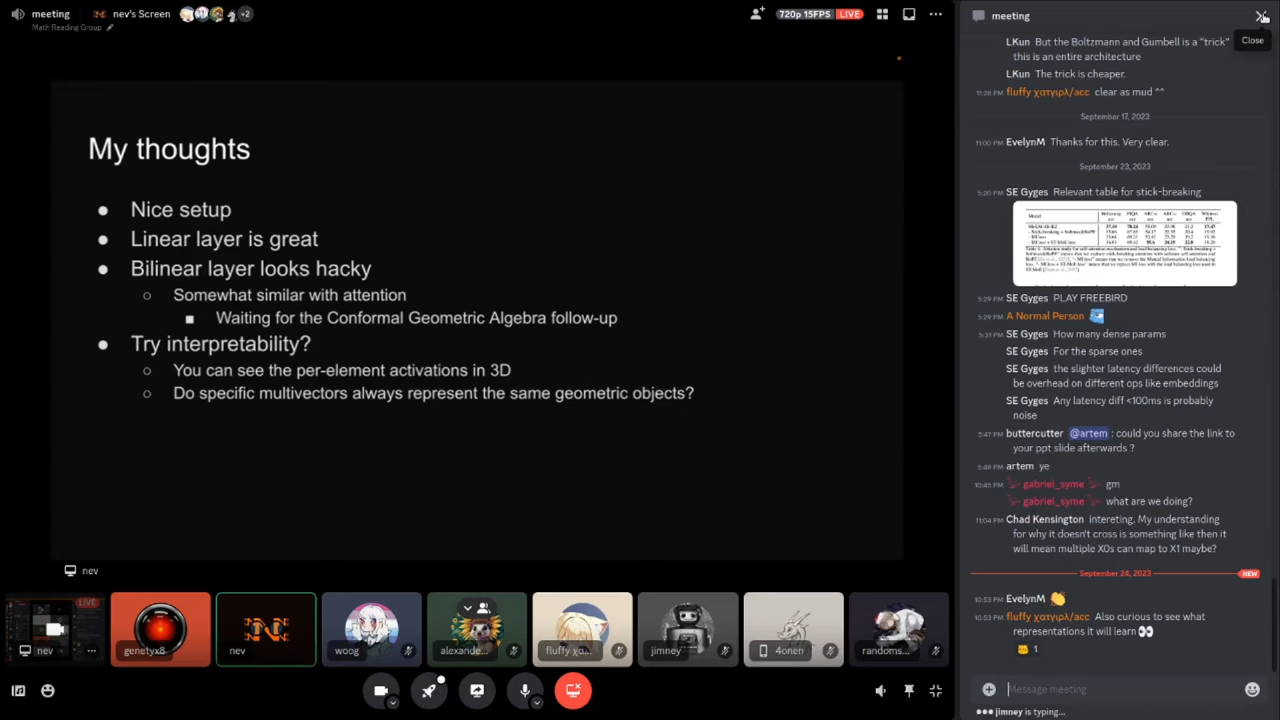 meeting
nev's Screen
+2
Math Reading Group
720p 15FPS
LIVE
My thoughts
Nice setup
Linear layer is great
Bilinear layer looks hacky
Somewhat similar with attention
Waiting for the Conformal Geometric Algebra follow-up
Try interpretability?
You can see the per-element activations in 3D
Do specific multivectors always represent the same geometric objects?
nev
LIVE
nev
genetyx8
nev
woog
alexande...
fluffy χα...
jimney
4onen
randoms...
meeting
Close
LKun But the Boltzmann and Gumbell is a "trick"
this is an entire architecture
LKun The trick is cheaper.
11:28 PM fluffy χατγιρλ/acc clear as mud ^^
September 17, 2023
11:00 PM EvelynM Thanks for this. Very clear.
September 23, 2023
5:20 PM SE Gyges Relevant table for stick-breaking
5:29 PM SE Gyges PLAY FREEBIRD
5:29 PM A Normal Person
5:31 PM SE Gyges How many dense params
SE Gyges For the sparse ones
SE Gyges the slighter latency differences could
be overhead on different ops like embeddings
SE Gyges Any latency diff <100ms is probably
noise
5:47 PM buttercutter @artem : could you share the link to
your ppt slide afterwards ?
5:48 PM artem ye
10:45 PM gabriel_syme gm
gabriel_syme what are we doing?
11:04 PM Chad Kensington intereting. My understanding
for why it doesn't cross is something like then it
will mean multiple X0s can map to X1 maybe?
September 24, 2023
NEW
10:53 PM EvelynM
10:53 PM fluffy χατγιρλ/acc Also curious to see what
representations it will learn
1
Message meeting
jimney is typing...